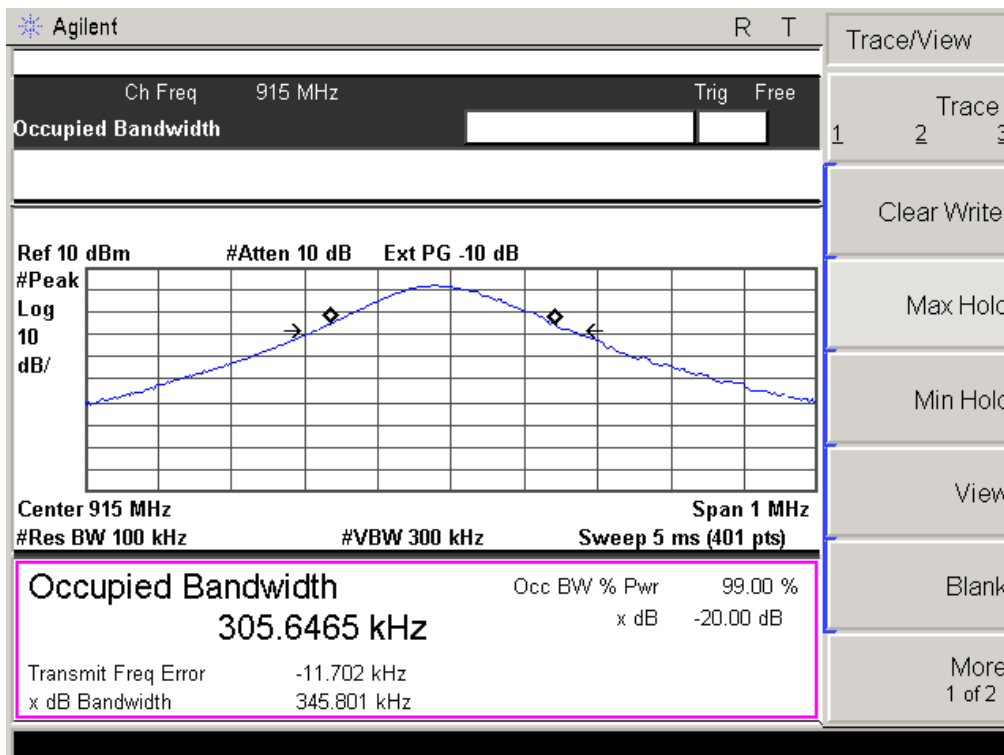 Agilent R T
Ch Freq 915 MHz Trig Free
Occupied Bandwidth
Ref 10 dBm #Atten 10 dB Ext PG -10 dB
#Peak
Log
10
dB/
Center 915 MHz Span 1 MHz
#Res BW 100 kHz #VBW 300 kHz Sweep 5 ms (401 pts)
Occupied Bandwidth
305.6465 kHz
Occ BW % Pwr 99.00 %
x dB -20.00 dB
Transmit Freq Error -11.702 kHz
x dB Bandwidth 345.801 kHz
Trace/View
Trace
1 2 3
Clear Write
Max Hold
Min Hold
View
Blank
More
1 of 2